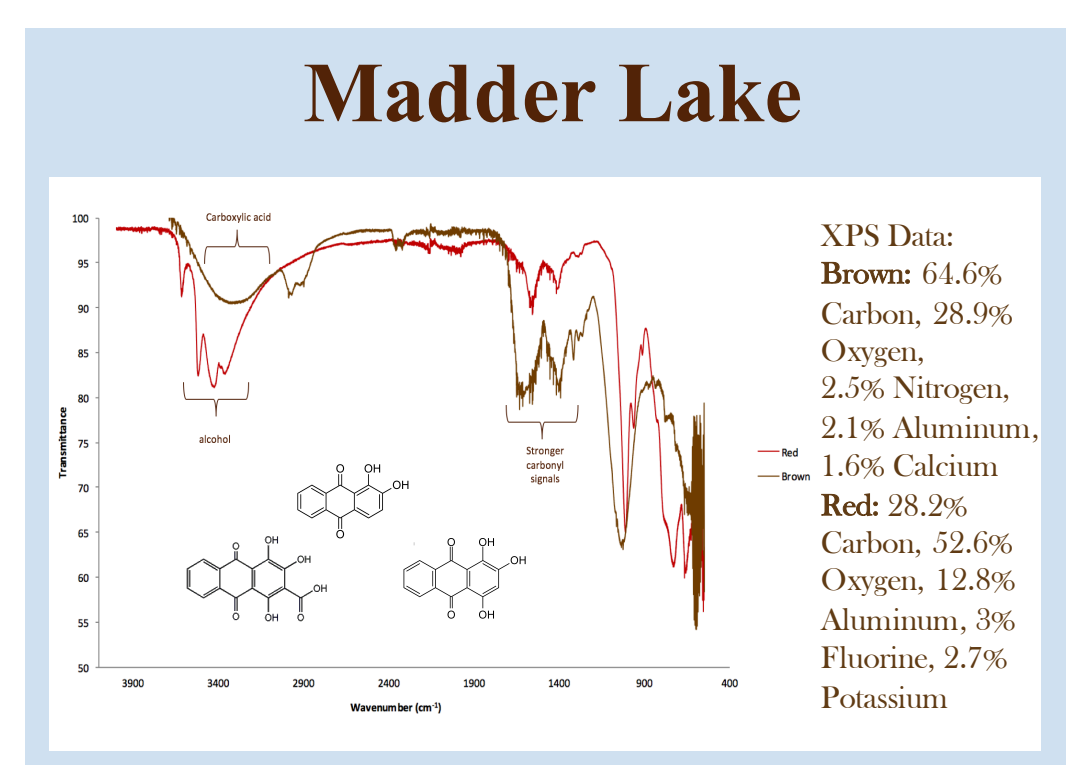 Madder Lake
Carboxylic acid
alcohol
Stronger
carbonyl
signals
100
95
90
85
80
75
70
65
60
55
50
Transmittance
3900 3400 2900 2400 1900 1400 900 400
Wavenumber (cm⁻¹)
Red
Brown
O OH
OH
O
O OH
OH
OH
O OH O
O OH
OH
O OH
XPS Data:
Brown: 64.6%
Carbon, 28.9%
Oxygen,
2.5% Nitrogen,
2.1% Aluminum,
1.6% Calcium
Red: 28.2%
Carbon, 52.6%
Oxygen, 12.8%
Aluminum, 3%
Fluorine, 2.7%
Potassium